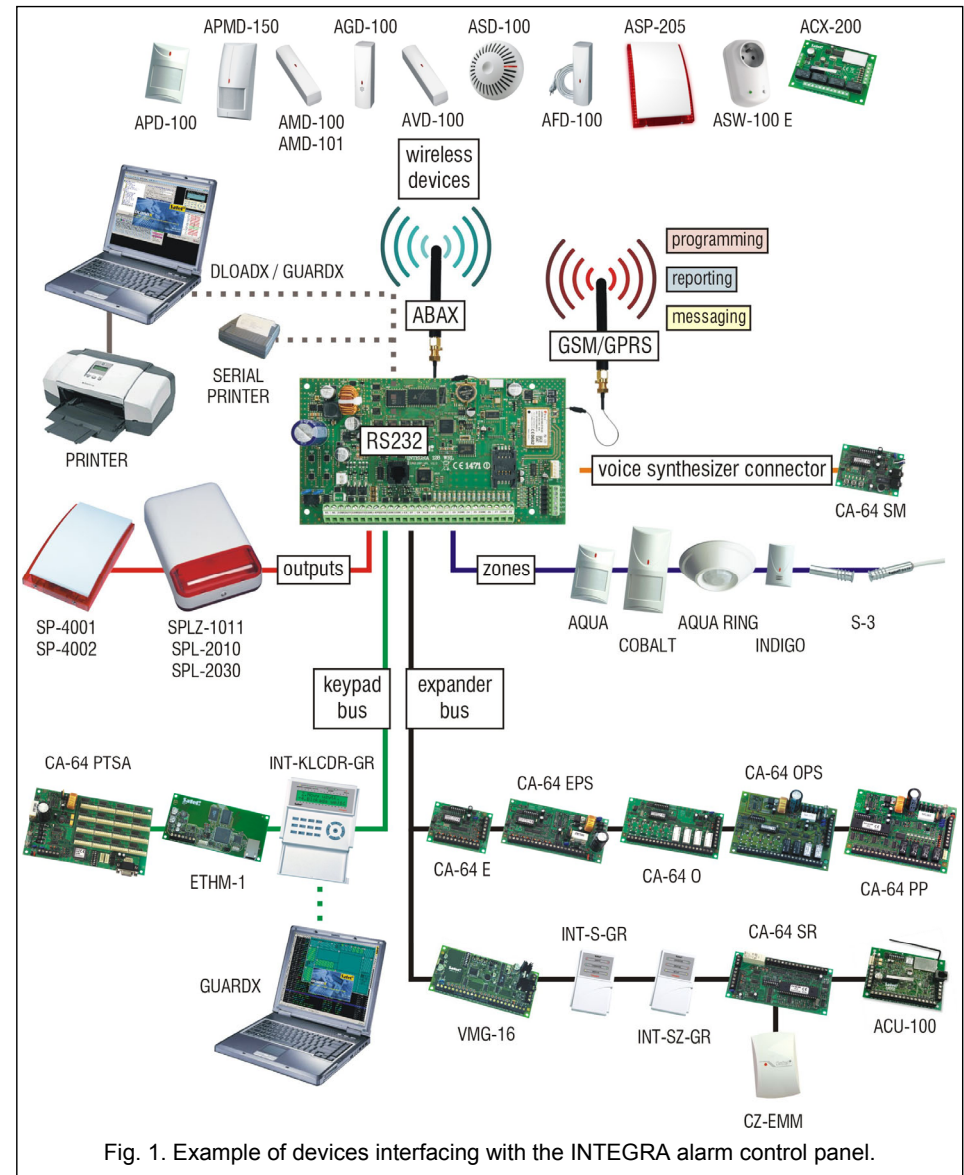 APMD-150 AGD-100 ASD-100 ASP-205 ACX-200
APD-100 AMD-100 AVD-100 AFD-100 ASW-100 E
AMD-101
wireless
devices
programming
reporting
messaging
DLOADX / GUARDX
ABAX
GSM/GPRS
SERIAL
PRINTER
PRINTER
RS232
1471
voice synthesizer connector
CA-64 SM
outputs
zones
SP-4001
SP-4002
SPLZ-1011
SPL-2010
SPL-2030
AQUA
COBALT
AQUA RING
INDIGO
S-3
keypad
bus
expander
bus
CA-64 PTSA
ETHM-1
INT-KLCDR-GR
GUARDX
CA-64 E
CA-64 EPS
CA-64 O
CA-64 OPS
CA-64 PP
VMG-16
INT-S-GR
INT-SZ-GR
CA-64 SR
ACU-100
CZ-EMM
Fig. 1. Example of devices interfacing with the INTEGRA alarm control panel.